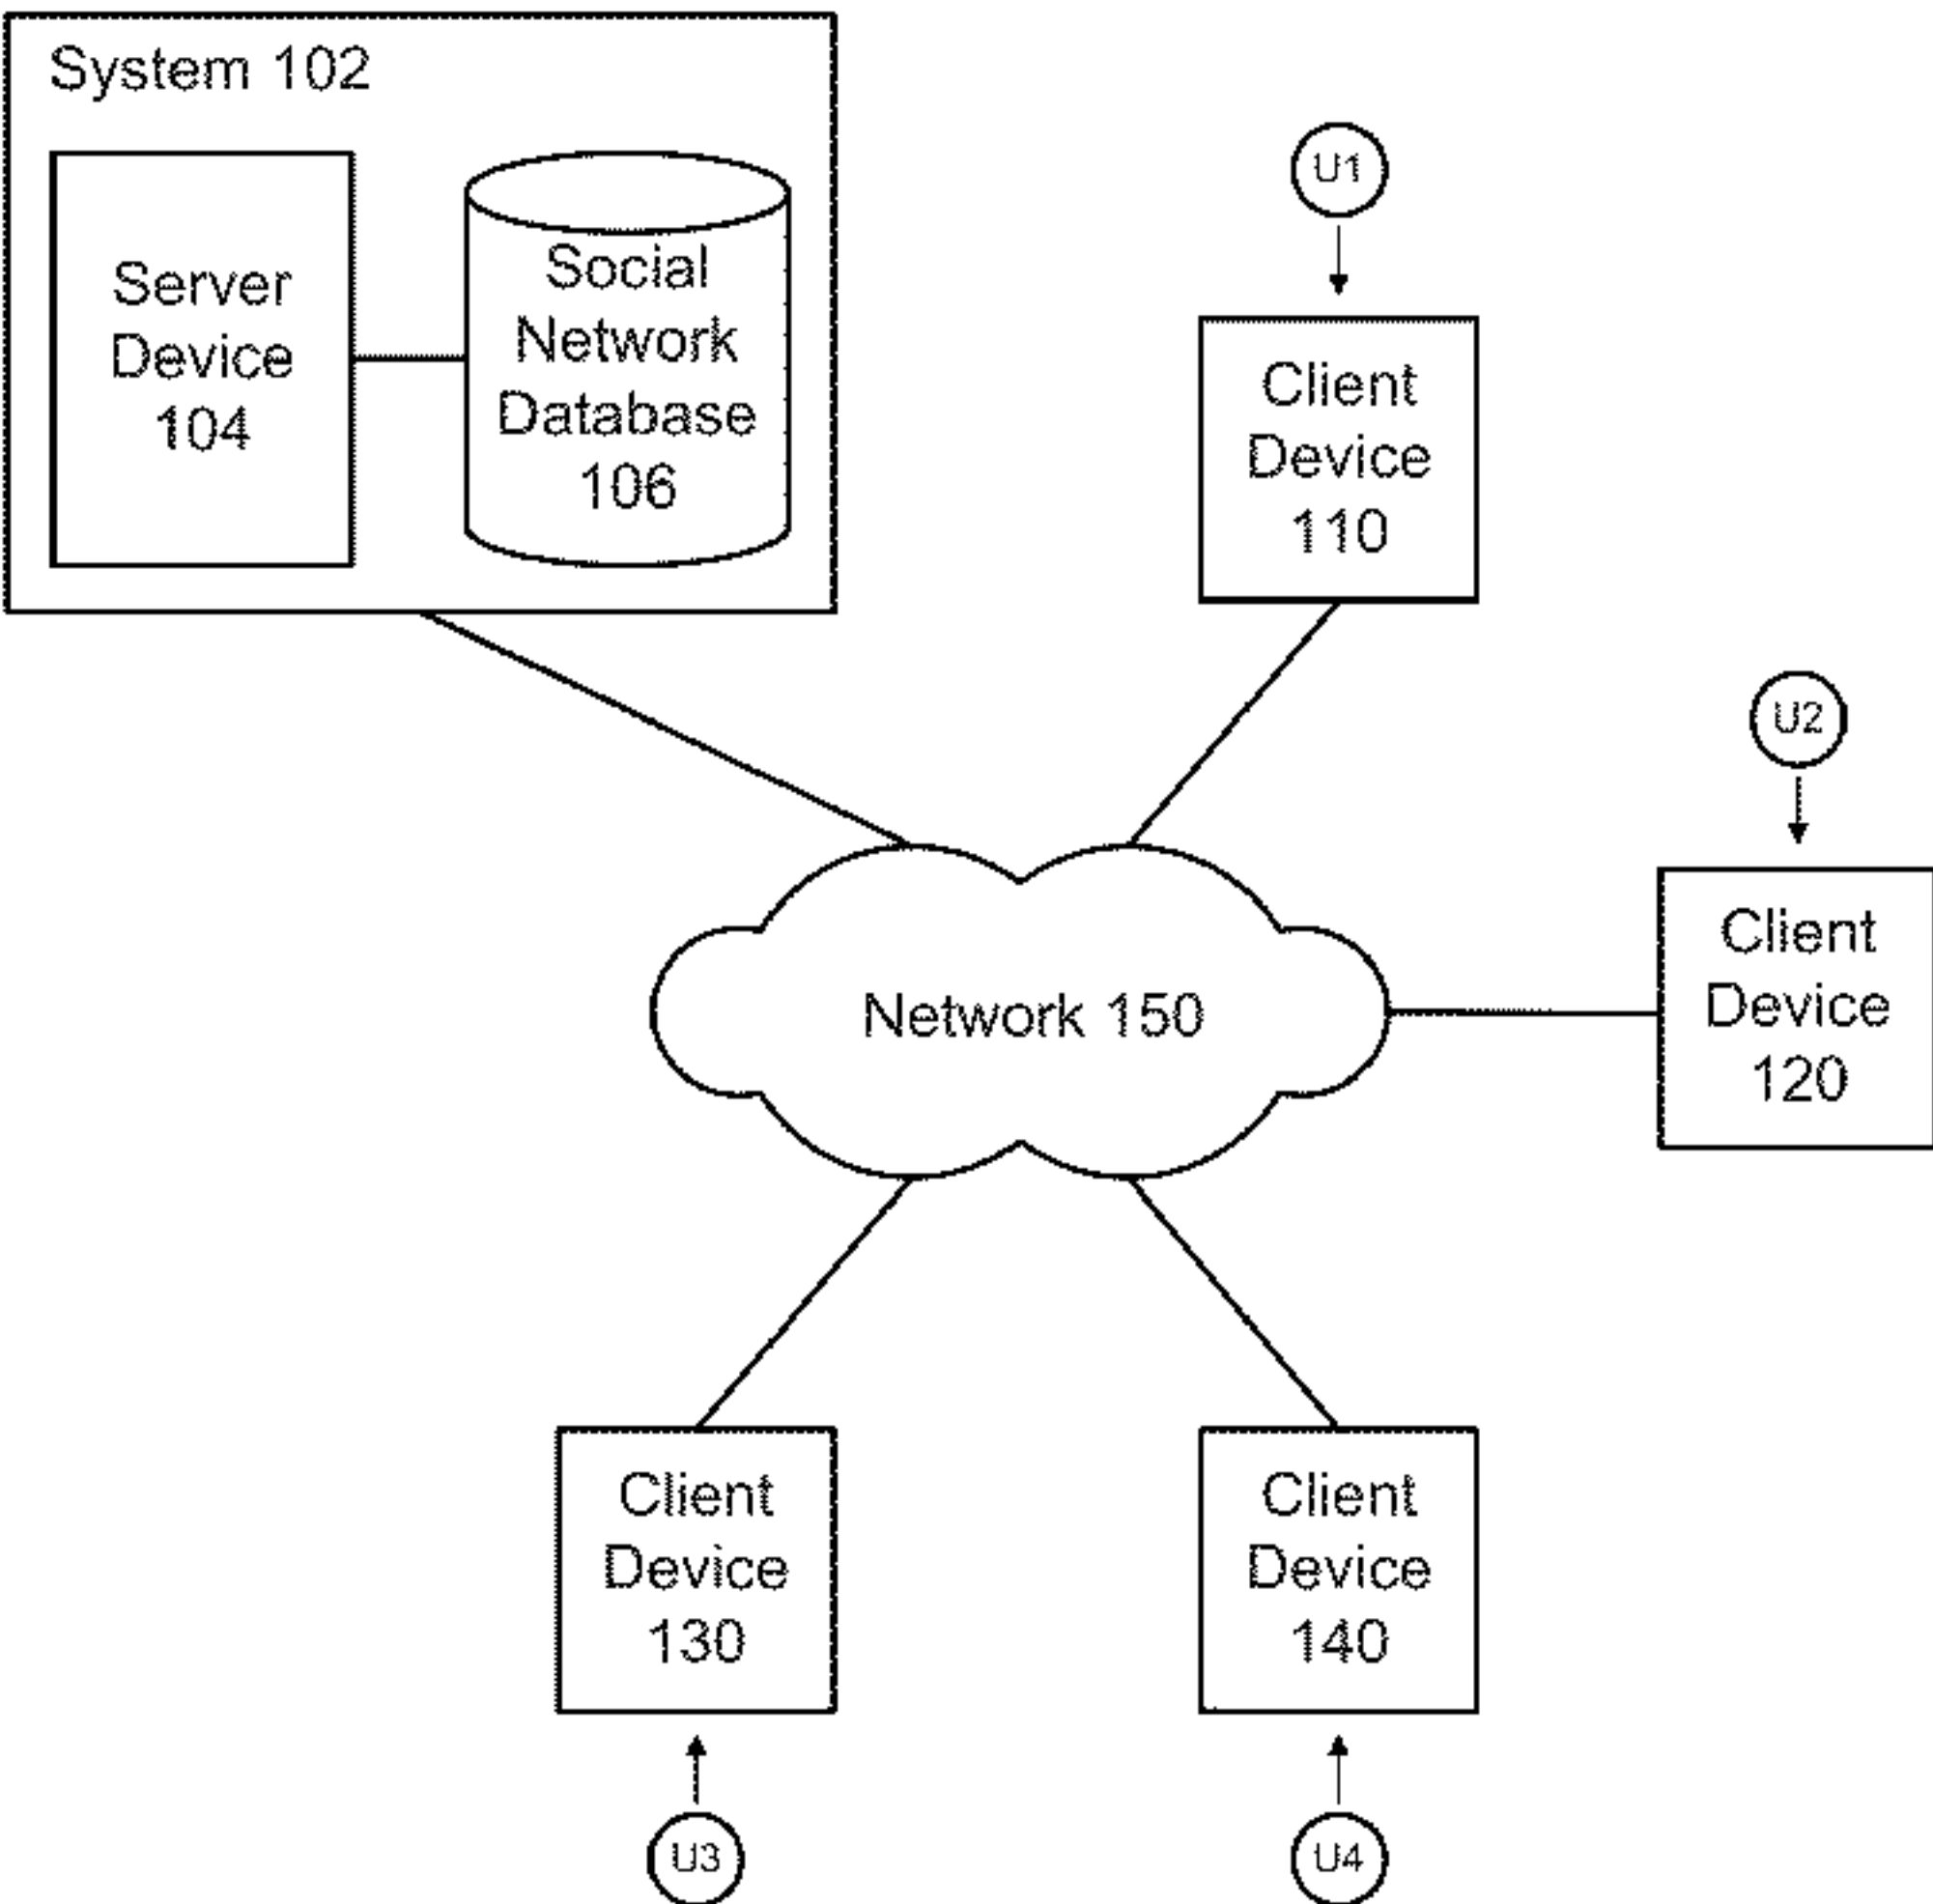 System 102
Server
Device
104
Social
Network
Database
106
U1
Client
Device
110
U2
Client
Device
120
Network 150
Client
Device
130
Client
Device
140
U3
U4